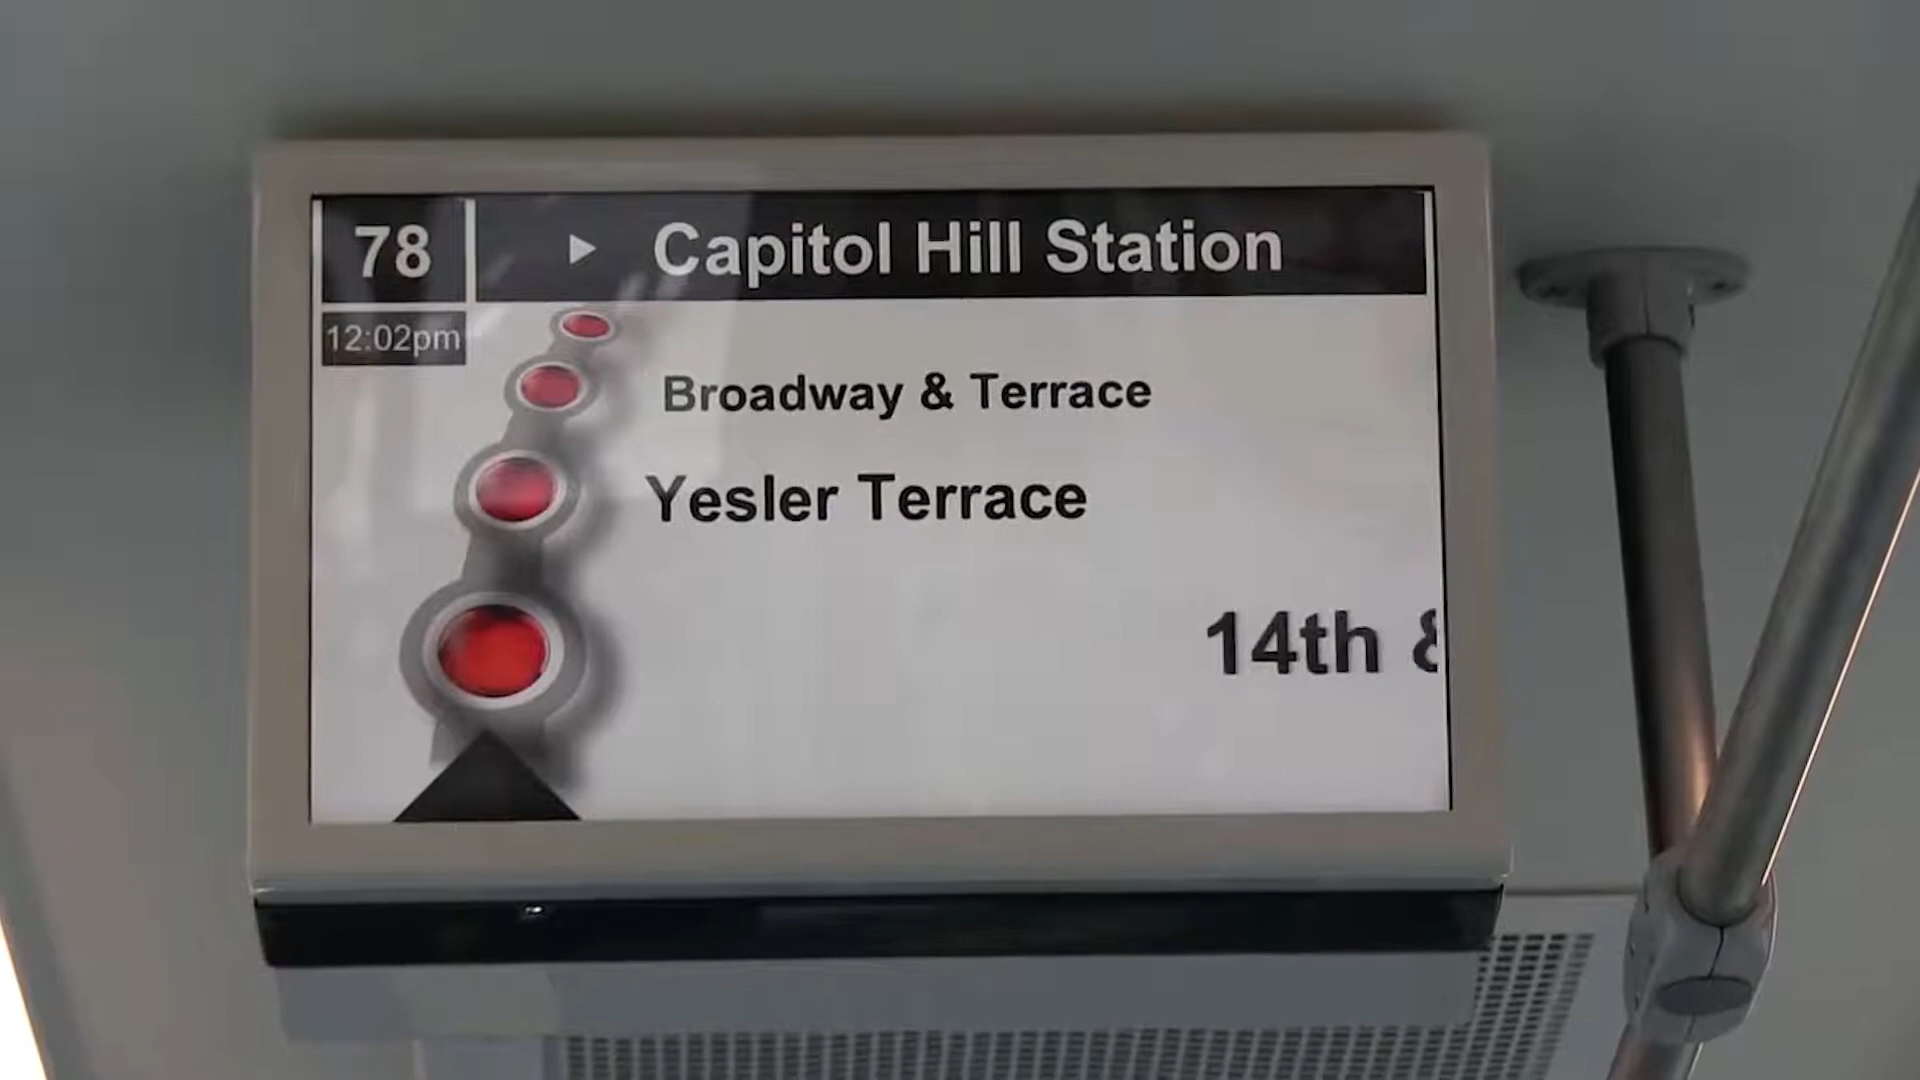 78
Capitol Hill Station
12:02pm
Broadway & Terrace
Yesler Terrace
14th &